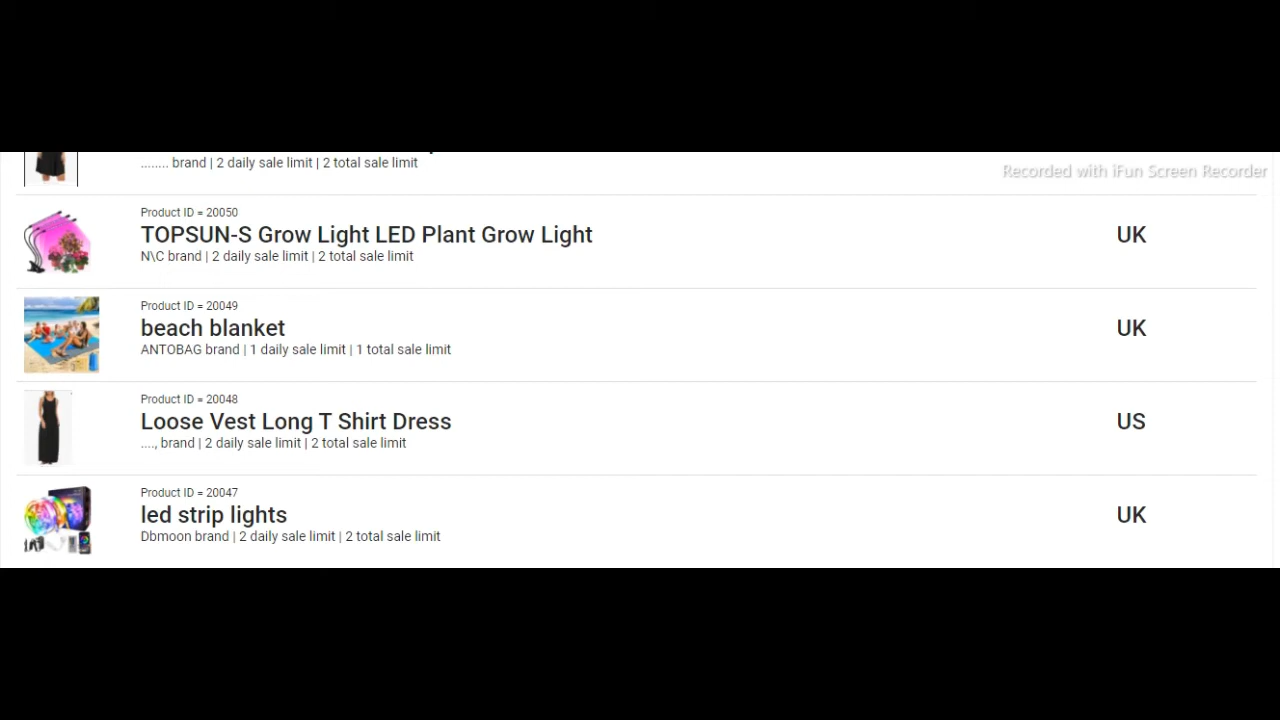 ........ brand | 2 daily sale limit | 2 total sale limit
Recorded with iFun Screen Recorder
Product ID = 20050
TOPSUN-S Grow Light LED Plant Grow Light
UK
N\C brand | 2 daily sale limit | 2 total sale limit
Product ID = 20049
beach blanket
UK
ANTOBAG brand | 1 daily sale limit | 1 total sale limit
Product ID = 20048
Loose Vest Long T Shirt Dress
US
...., brand | 2 daily sale limit | 2 total sale limit
Product ID = 20047
led strip lights
UK
Dbmoon brand | 2 daily sale limit | 2 total sale limit